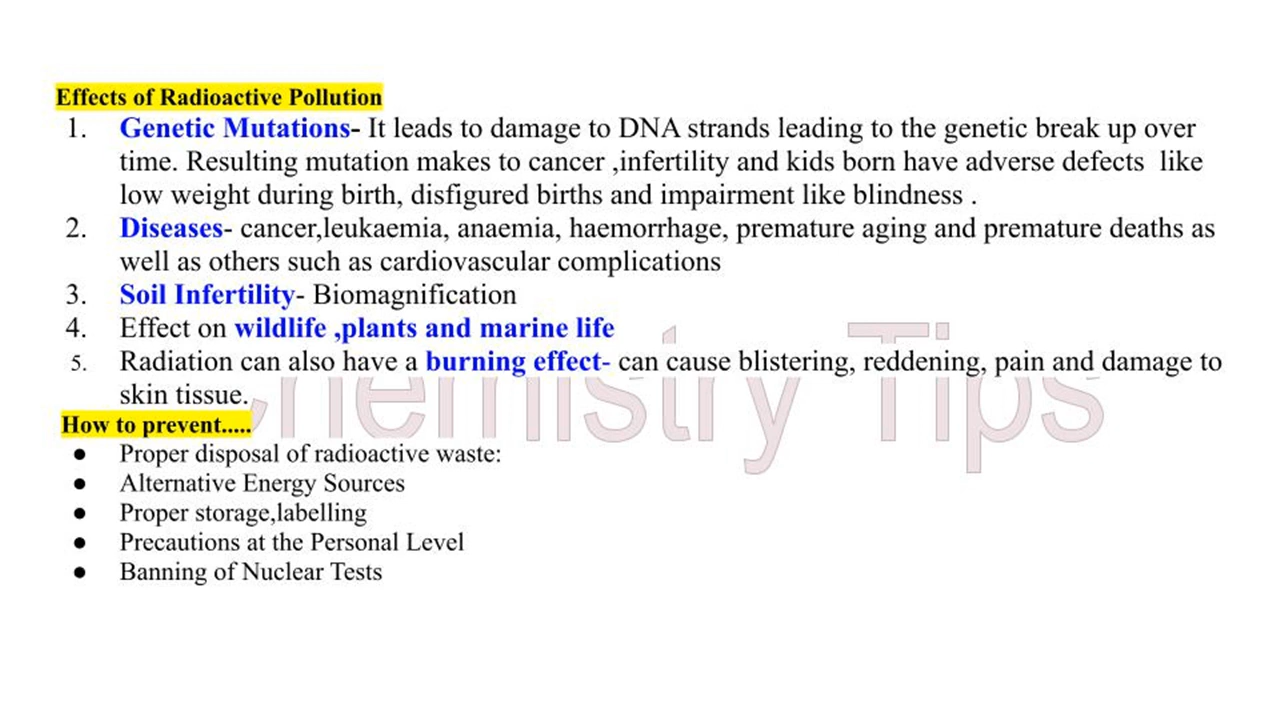 Effects of Radioactive Pollution
1. Genetic Mutations- It leads to damage to DNA strands leading to the genetic break up over
time. Resulting mutation makes to cancer ,infertility and kids born have adverse defects like
low weight during birth, disfigured births and impairment like blindness .
2. Diseases- cancer,leukaemia, anaemia, haemorrhage, premature aging and premature deaths as
well as others such as cardiovascular complications
3. Soil Infertility- Biomagnification
4. Effect on wildlife ,plants and marine life
5. Radiation can also have a burning effect- can cause blistering, reddening, pain and damage to
skin tissue.
Chemistry Tips
How to prevent.....
● Proper disposal of radioactive waste:
● Alternative Energy Sources
● Proper storage,labelling
● Precautions at the Personal Level
● Banning of Nuclear Tests